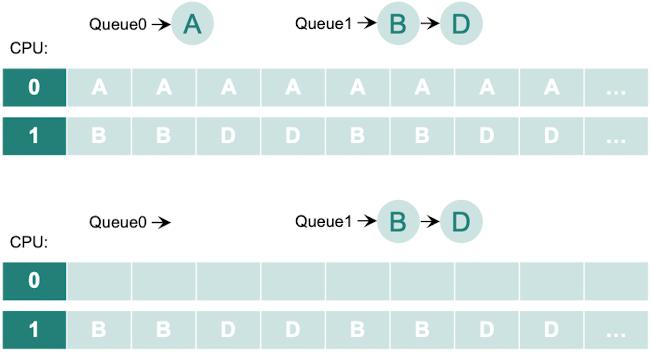 Queue0 A Queue1 B D
CPU:
0 A A A A A A A A ...
1 B B D D B B D D ...
Queue0 Queue1 B D
CPU:
0
1 B B D D B B D D ...